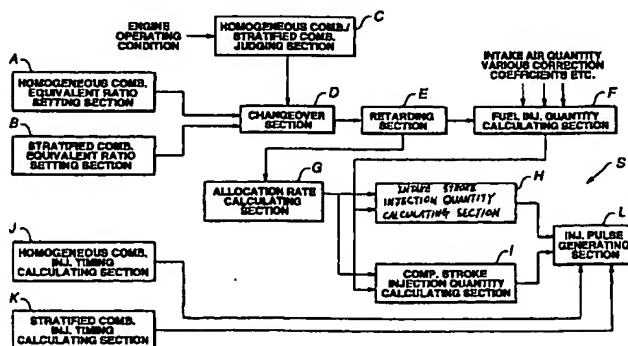 C
HOMOGENEOUS COMB./
STRATIFIED COMB.
JUDGING SECTION
ENGINE
OPERATING
CONDITION
A
HOMOGENEOUS COMB.
EQUIVALENT RATIO
SETTING SECTION
B
STRATIFIED COMB.
EQUIVALENT RATIO
SETTING SECTION
D
CHANGEOVER
SECTION
E
RETARDING
SECTION
INTAKE AIR QUANTITY
VARIOUS CORRECTION
COEFFICIENTS ETC.
F
FUEL INJ. QUANTITY
CALCULATING SECTION
G
ALLOCATION RATE
CALCULATING
SECTION
H
INTAKE STROKE
INJECTION QUANTITY
CALCULATING SECTION
S
I
COMP. STROKE
INJECTION QUANTITY
CALCULATING SECTION
L
INJ. PULSE
GENERATING
SECTION
J
HOMOGENEOUS COMB.
INJ. TIMING
CALCULATING SECTION
K
STRATIFIED COMB.
INJ. TIMING
CALCULATING SECTION